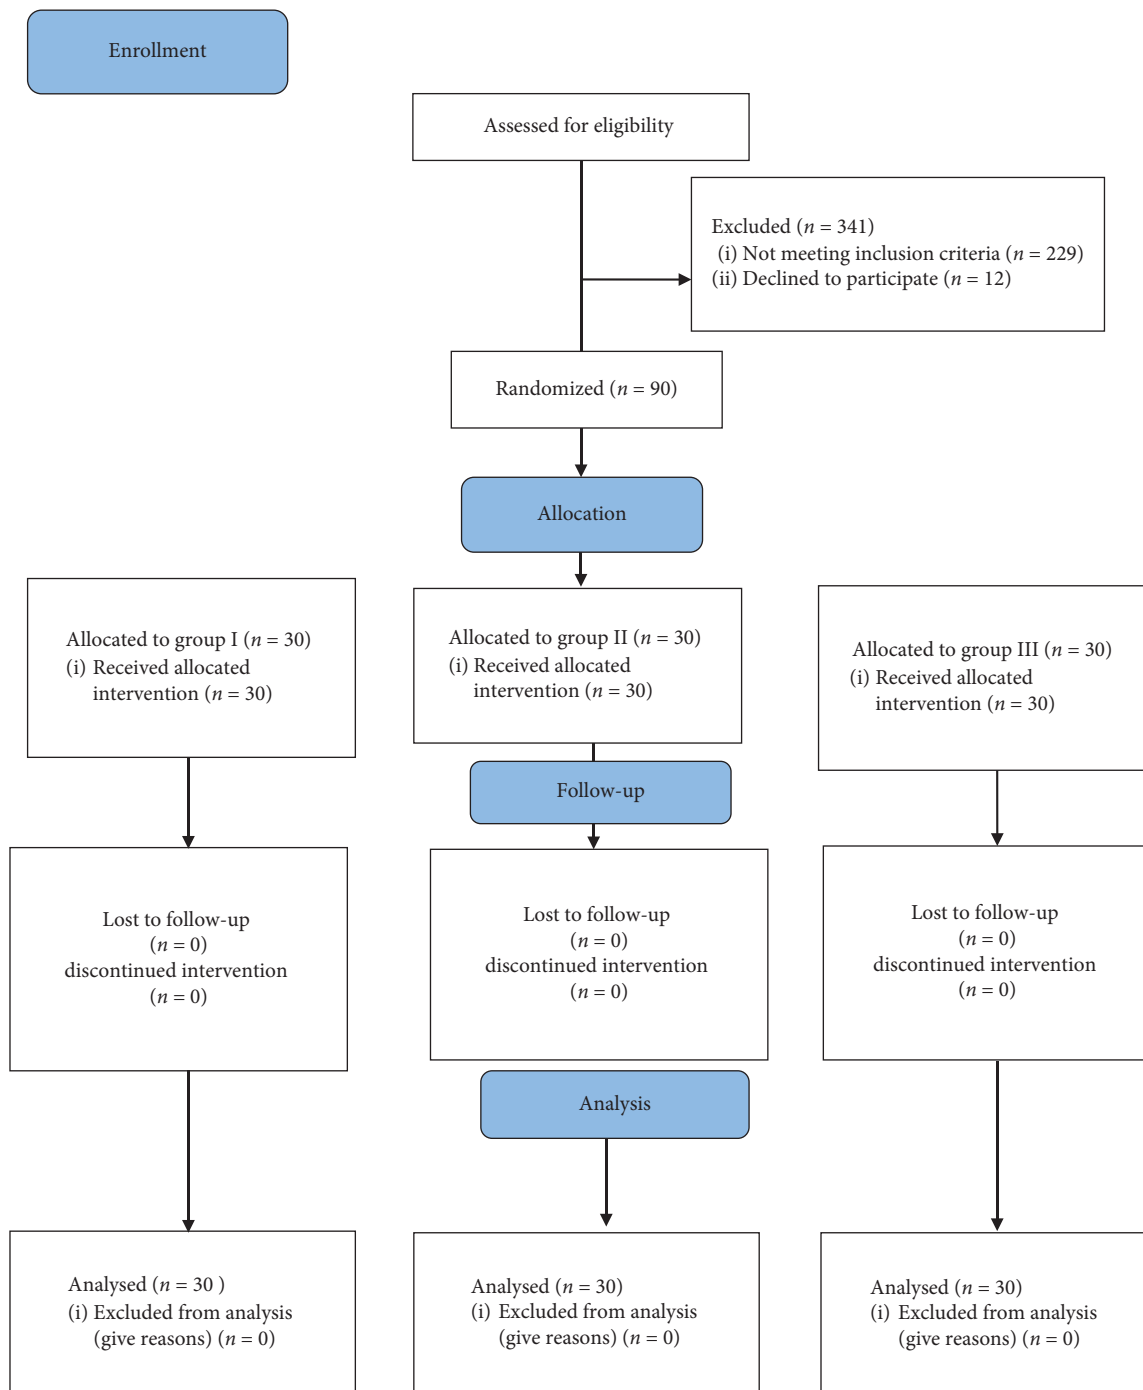 Enrollment
Assessed for eligibility
Excluded (n = 341)
(i) Not meeting inclusion criteria (n = 229)
(ii) Declined to participate (n = 12)
Randomized (n = 90)
Allocation
Allocated to group I (n = 30)
(i) Received allocated
intervention (n = 30)
Allocated to group II (n = 30)
(i) Received allocated
intervention (n = 30)
Allocated to group III (n = 30)
(i) Received allocated
intervention (n = 30)
Follow-up
Lost to follow-up
(n = 0)
discontinued intervention
(n = 0)
Lost to follow-up
(n = 0)
discontinued intervention
(n = 0)
Lost to follow-up
(n = 0)
discontinued intervention
(n = 0)
Analysis
Analysed (n = 30 )
(i) Excluded from analysis
(give reasons) (n = 0)
Analysed (n = 30)
(i) Excluded from analysis
(give reasons) (n = 0)
Analysed (n = 30)
(i) Excluded from analysis
(give reasons) (n = 0)